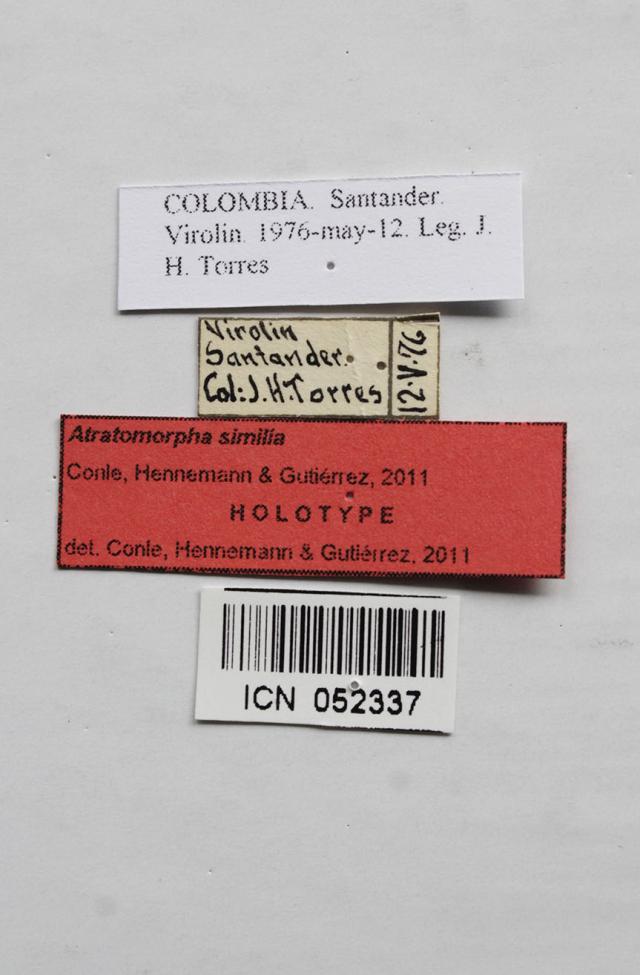 COLOMBIA. Santander.
Virolin. 1976-may-12. Leg. J.
H. Torres
Virolin
Santander.
Col: J.H.Torres
12-V-76
Atratomorpha similia
Conle, Hennemann & Gutiérrez, 2011
HOLOTYPE
det. Conle, Hennemann & Gutiérrez, 2011
ICN 052337